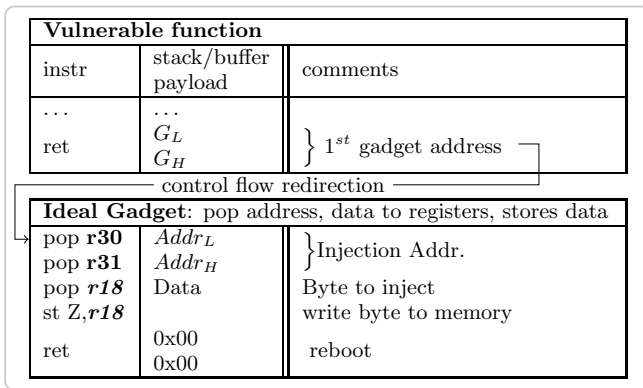 Vulnerable function
instr stack/buffer payload comments
... ...
ret G_L G_H } 1^st gadget address
control flow redirection
Ideal Gadget: pop address, data to registers, stores data
pop r30 Addr_L
pop r31 Addr_H }Injection Addr.
pop r18 Data Byte to inject
st Z,r18 write byte to memory
ret 0x00 0x00 reboot